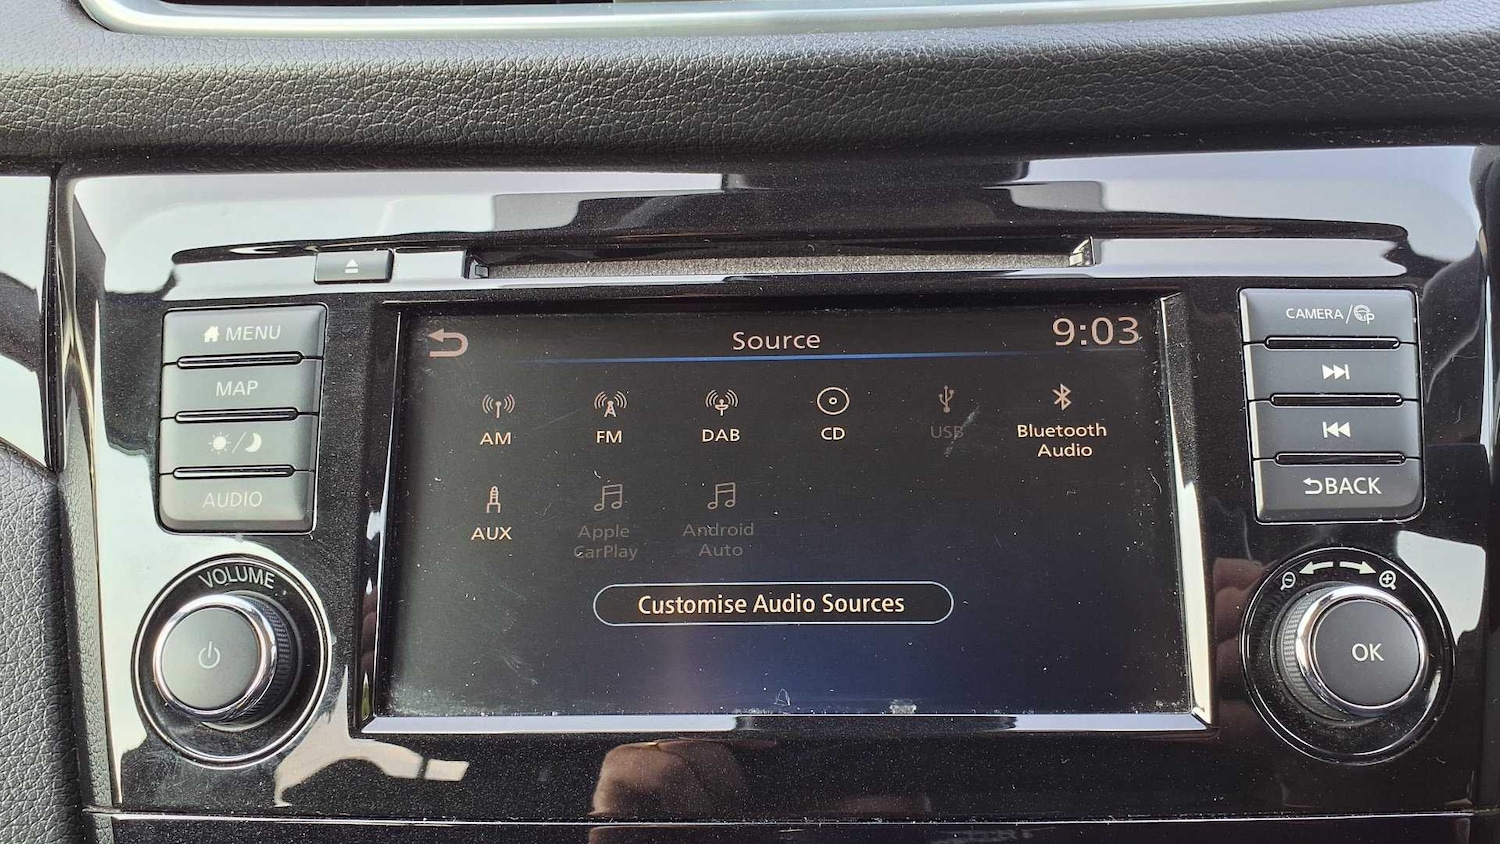 MENU
MAP
AUDIO
VOLUME
Source
9:03
AM
FM
DAB
CD
USB
Bluetooth
Audio
AUX
Apple
CarPlay
Android
Auto
Customise Audio Sources
CAMERA/
BACK
OK